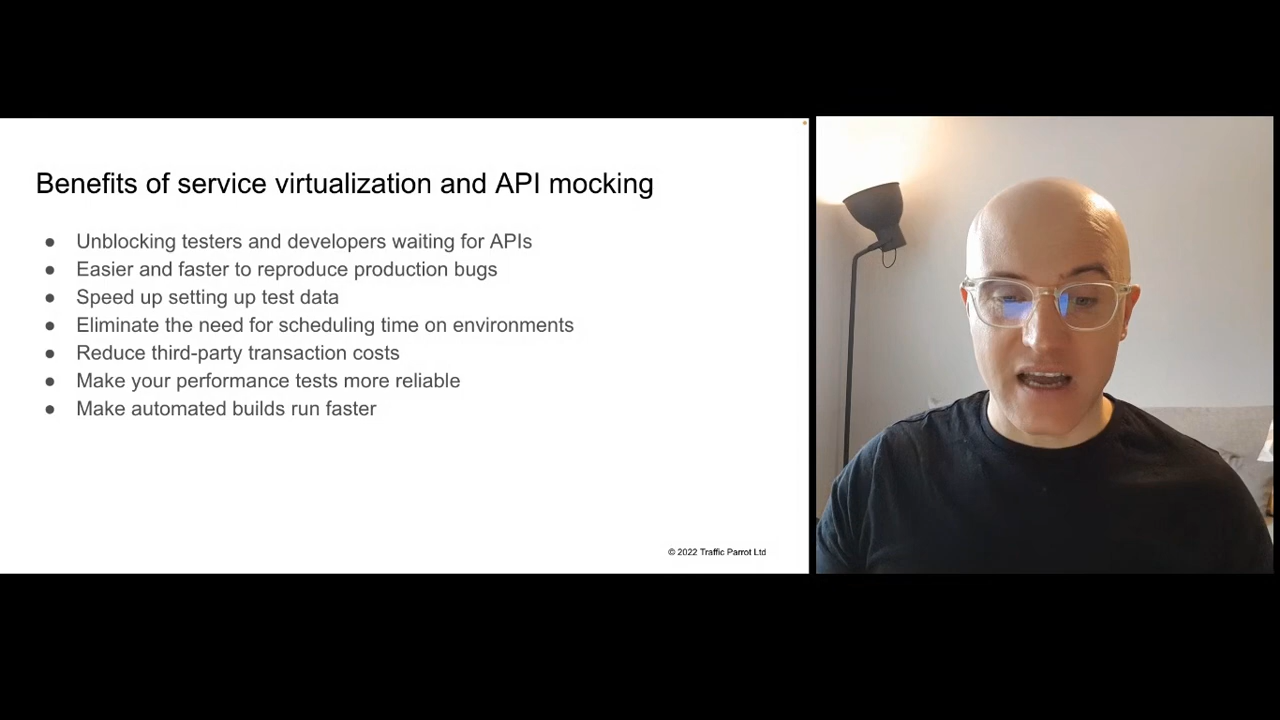 Benefits of service virtualization and API mocking
● Unblocking testers and developers waiting for APIs
● Easier and faster to reproduce production bugs
● Speed up setting up test data
● Eliminate the need for scheduling time on environments
● Reduce third-party transaction costs
● Make your performance tests more reliable
● Make automated builds run faster
© 2022 Traffic Parrot Ltd